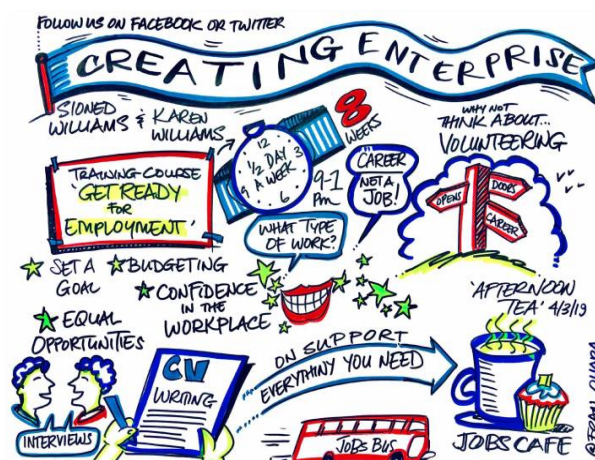 FOLLOW US ON FACEBOOK OR TWITTER
CREATING ENTERPRISE
SIONED
WILLIAMS & KAREN
WILLIAMS
TRAINING COURSE
'GET READY
FOR
EMPLOYMENT'
12
3
6
9
1/2 DAY
A WEEK
8
WEEKS
9-1
PM
CAREER
NOT A
JOB!
WHAT TYPE
OF WORK?
WHY NOT
THINK ABOUT...
VOLUNTEERING
OPENS
DOORS
CAREER
SET A
GOAL
BUDGETING
CONFIDENCE
IN THE
WORKPLACE
EQUAL
OPPORTUNITIES
'AFTERNOON
TEA' 4/3/19
INTERVIEWS
CV
WRITING
ON SUPPORT
EVERYTHING YOU NEED
JOBS BUS
JOBS CAFE